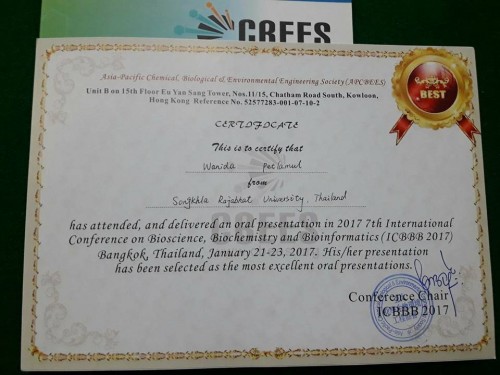 CBEES
Asia-Pacific Chemical, Biological & Environmental Engineering Society(APCBEES)
Unit B on 15th Floor Eu Yan Sang Tower, Nos.11/15, Chatham Road South, Kowloon,
Hong Kong Reference No. 52577283-001-07-10-2
BEST
CERTIFICATE
This is to certify that
Wanida Petlamul
from
Songkhla Rajabhat University, Thailand
CBEES
has attended, and delivered an oral presentation in 2017 7th International
Conference on Bioscience, Biochemistry and Bioinformatics (ICBBB 2017)
Bangkok, Thailand, January 21-23, 2017. His/her presentation
has been selected as the most excellent oral presentations.
Conference Chair
ICBBB 2017